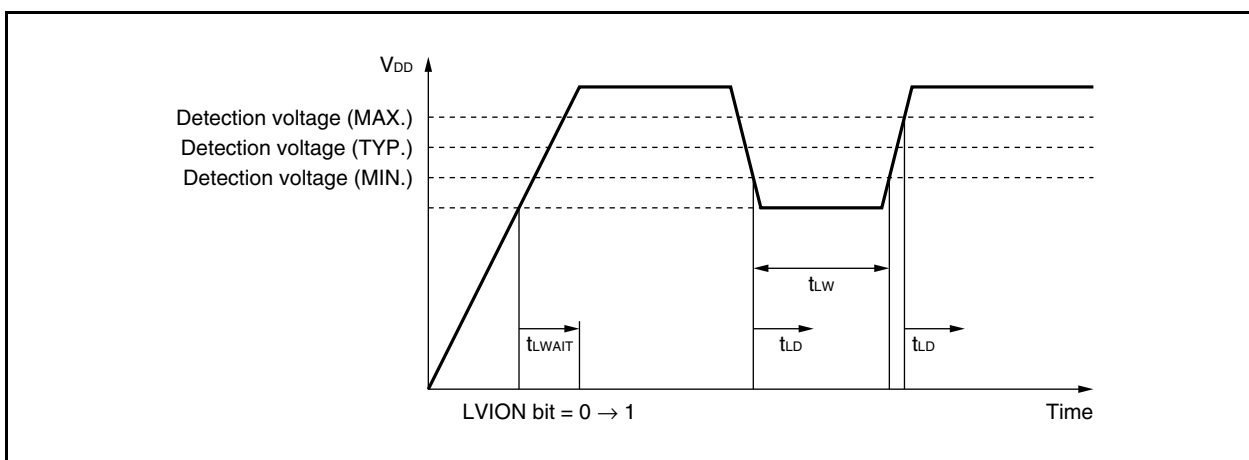 VDD
Detection voltage (MAX.)
Detection voltage (TYP.)
Detection voltage (MIN.)
tLW
tLWAIT
tLD
tLD
LVION bit = 0 → 1
Time